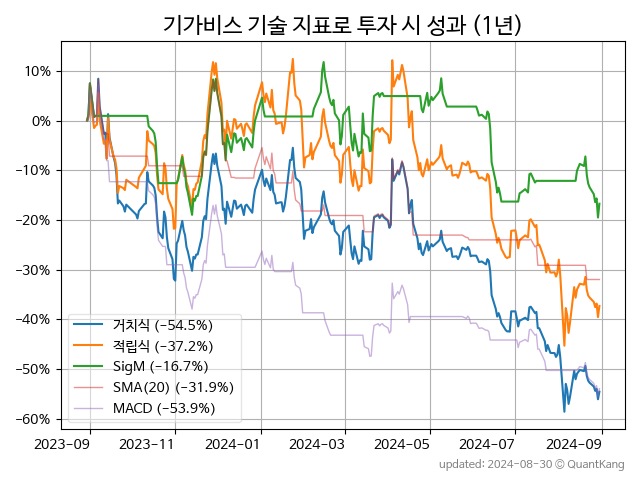 기가비스 기술 지표로 투자 시 성과 (1년)
10%
0%
−10%
−20%
−30%
−40%
−50%
−60%
거치식 (−54.5%)
적립식 (−37.2%)
SigM (−16.7%)
SMA(20) (−31.9%)
MACD (−53.9%)
2023-09 2023-11 2024-01 2024-03 2024-05 2024-07 2024-09
updated: 2024-08-30 © QuantKang